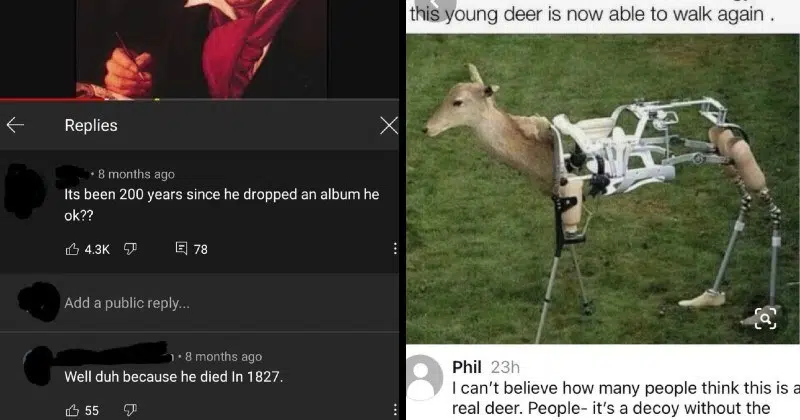 Replies
• 8 months ago
Its been 200 years since he dropped an album he
ok??
4.3K 78
Add a public reply...
• 8 months ago
Well duh because he died In 1827.
55
this young deer is now able to walk again .
Phil 23h
I can't believe how many people think this is a
real deer. People- it's a decoy without the